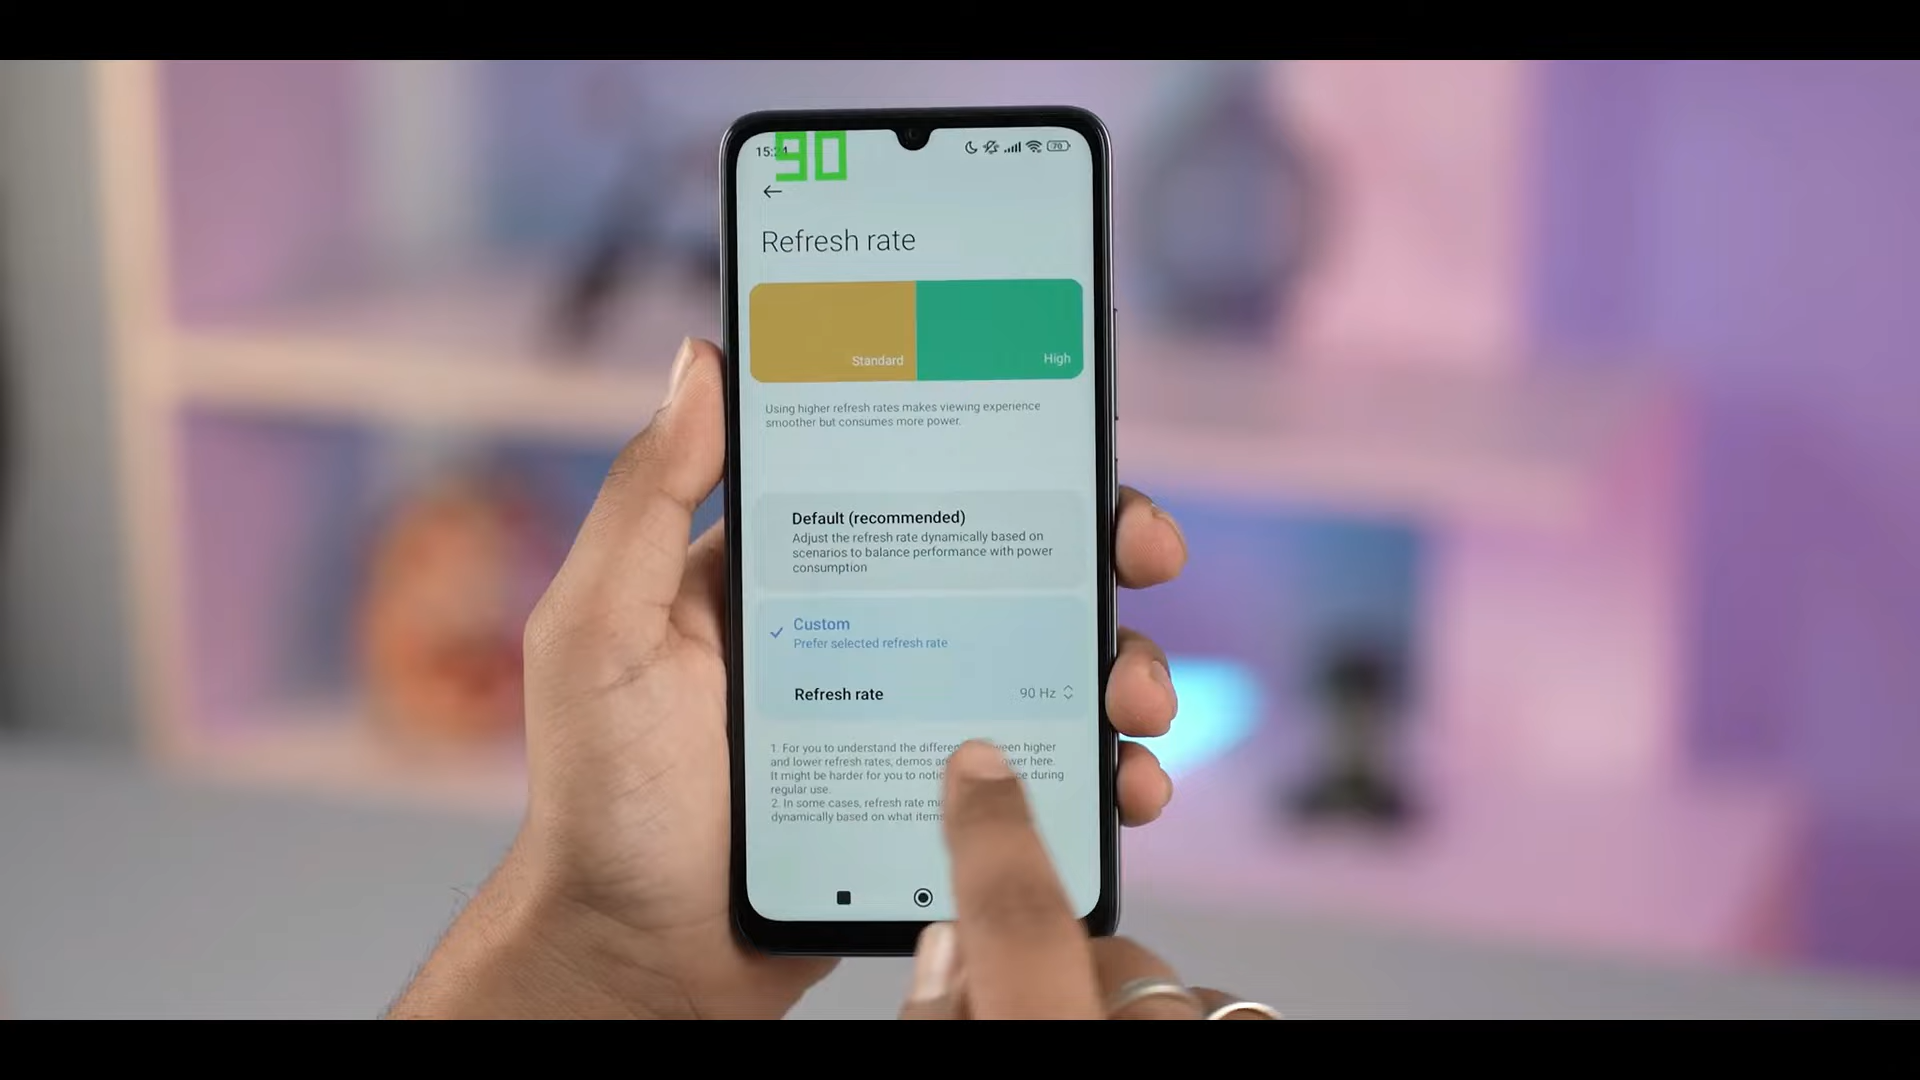 15:24
90
70
Refresh rate
Standard
High
Using higher refresh rates makes viewing experience
smoother but consumes more power.
Default (recommended)
Adjust the refresh rate dynamically based on
scenarios to balance performance with power
consumption
Custom
Prefer selected refresh rate
Refresh rate 90 Hz
1. For you to understand the between higher
and lower refresh rates, demos here.
It might be harder for you to during
regular use.
2. In some cases, refresh rate
dynamically based on what items